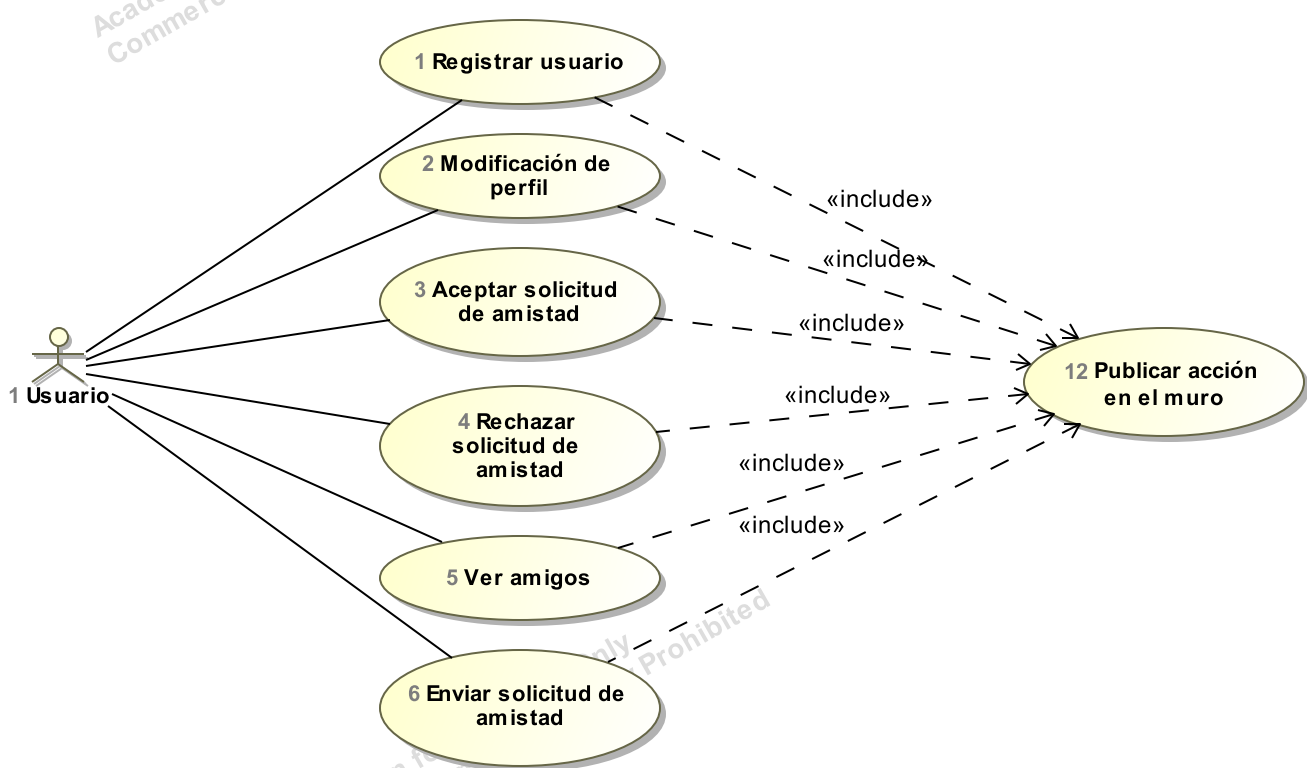 Commerc
1 Registrar usuario
2 Modificación de
perfil
«include»
«include»
3 Aceptar solicitud
de amistad
«include»
1 Usuario
12 Publicar acción
en el muro
4 Rechazar
solicitud de
amistad
«include»
«include»
«include»
5 Ver amigos
Prohibited
6 Enviar solicitud de
amistad